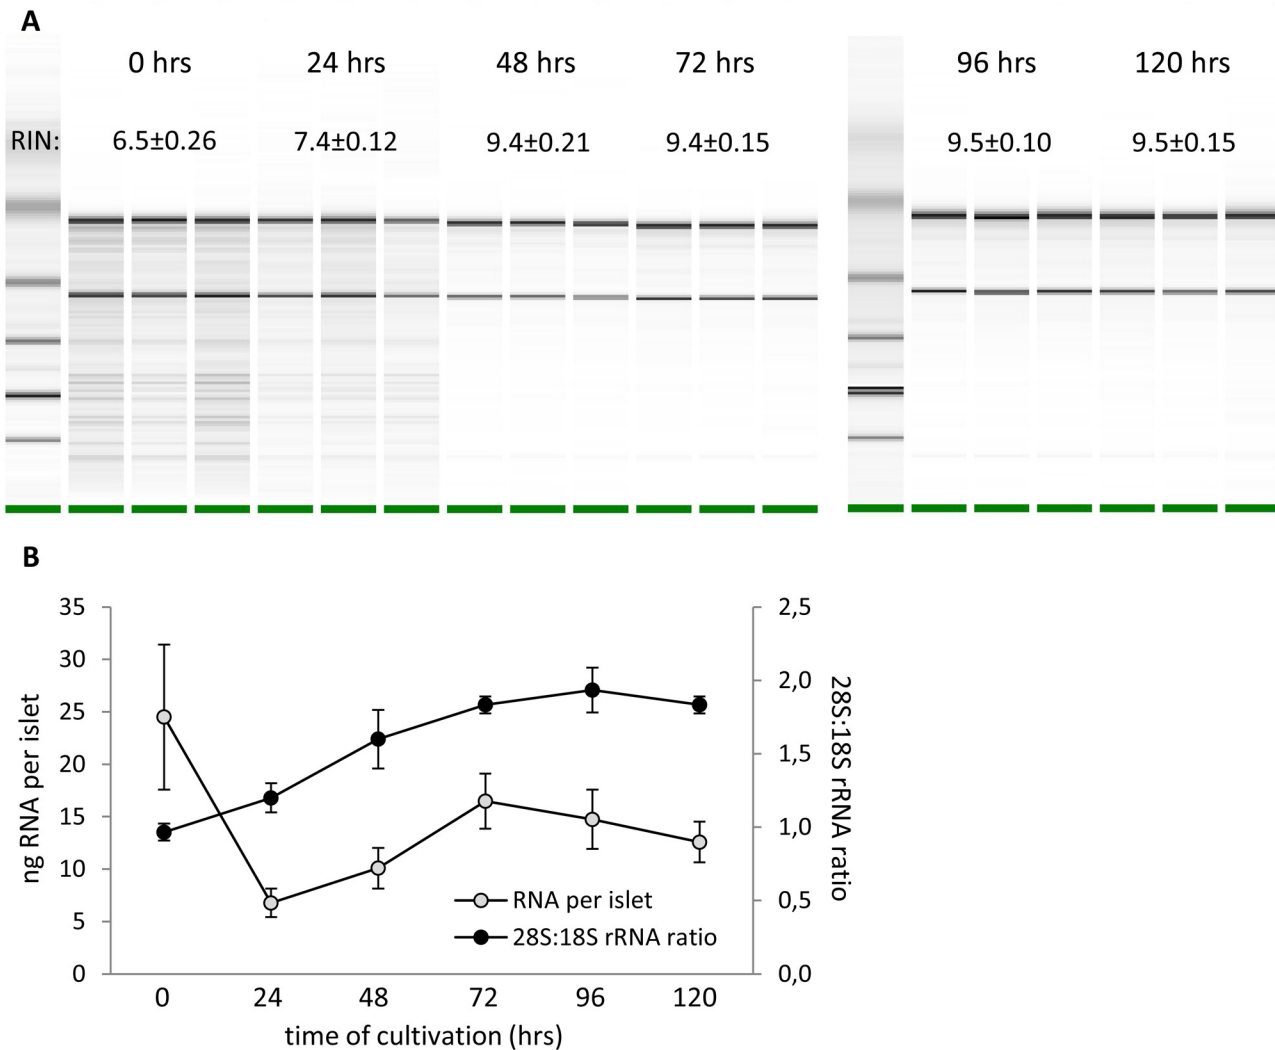 A
0 hrs 24 hrs 48 hrs 72 hrs 96 hrs 120 hrs
RIN: 6.5±0.26 7.4±0.12 9.4±0.21 9.4±0.15 9.5±0.10 9.5±0.15
B
35 2,5
30
2,0
25
20
1,5
15
1,0
10
0,5
5
0 0,0
ng RNA per islet
28S:18S rRNA ratio
RNA per islet
28S:18S rRNA ratio
0 24 48 72 96 120
time of cultivation (hrs)